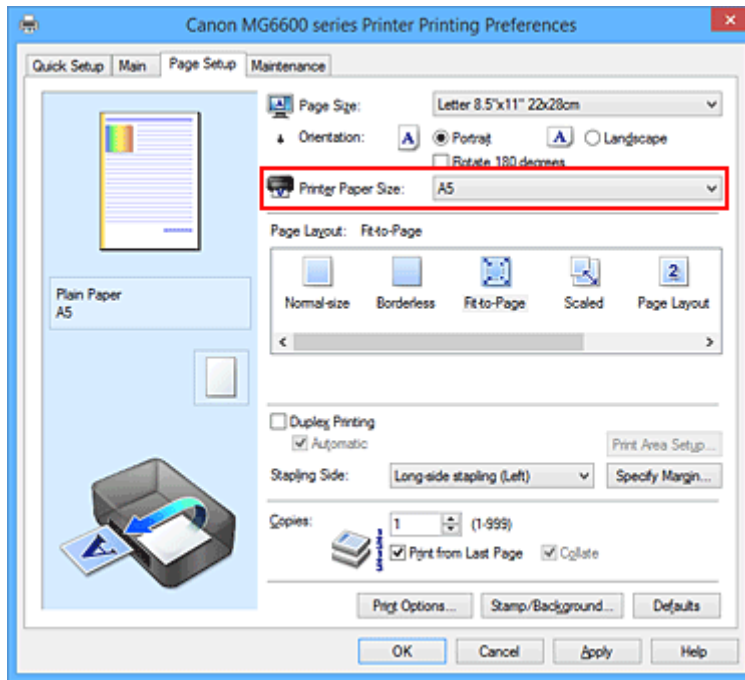 Canon MG6600 series Printer Printing Preferences
Quick Setup Main Page Setup Maintenance
Page Size: Letter 8.5"x11" 22x28cm
Orientation: A Portrait A Landscape
Rotate 180 degrees
Printer Paper Size: A5
Page Layout: Fit-to-Page
Normal-size Borderless Fit-to-Page Scaled Page Layout
Plain Paper
A5
Duplex Printing
Automatic
Print Area Setup...
Stapling Side: Long-side stapling (Left) Specify Margin...
Copies: 1 (1-999)
Print from Last Page Collate
Print Options... Stamp/Background... Defaults
OK Cancel Apply Help